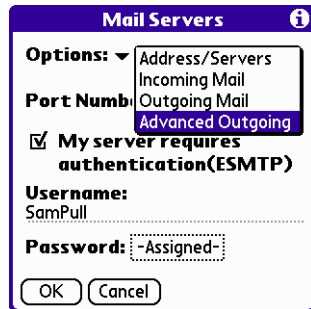 Mail Servers
Options:
Address/Servers
Incoming Mail
Port Numb Outgoing Mail
Advanced Outgoing
My server requires
authentication(ESMTP)
Username:
SamPull
Password: -Assigned-
OK Cancel